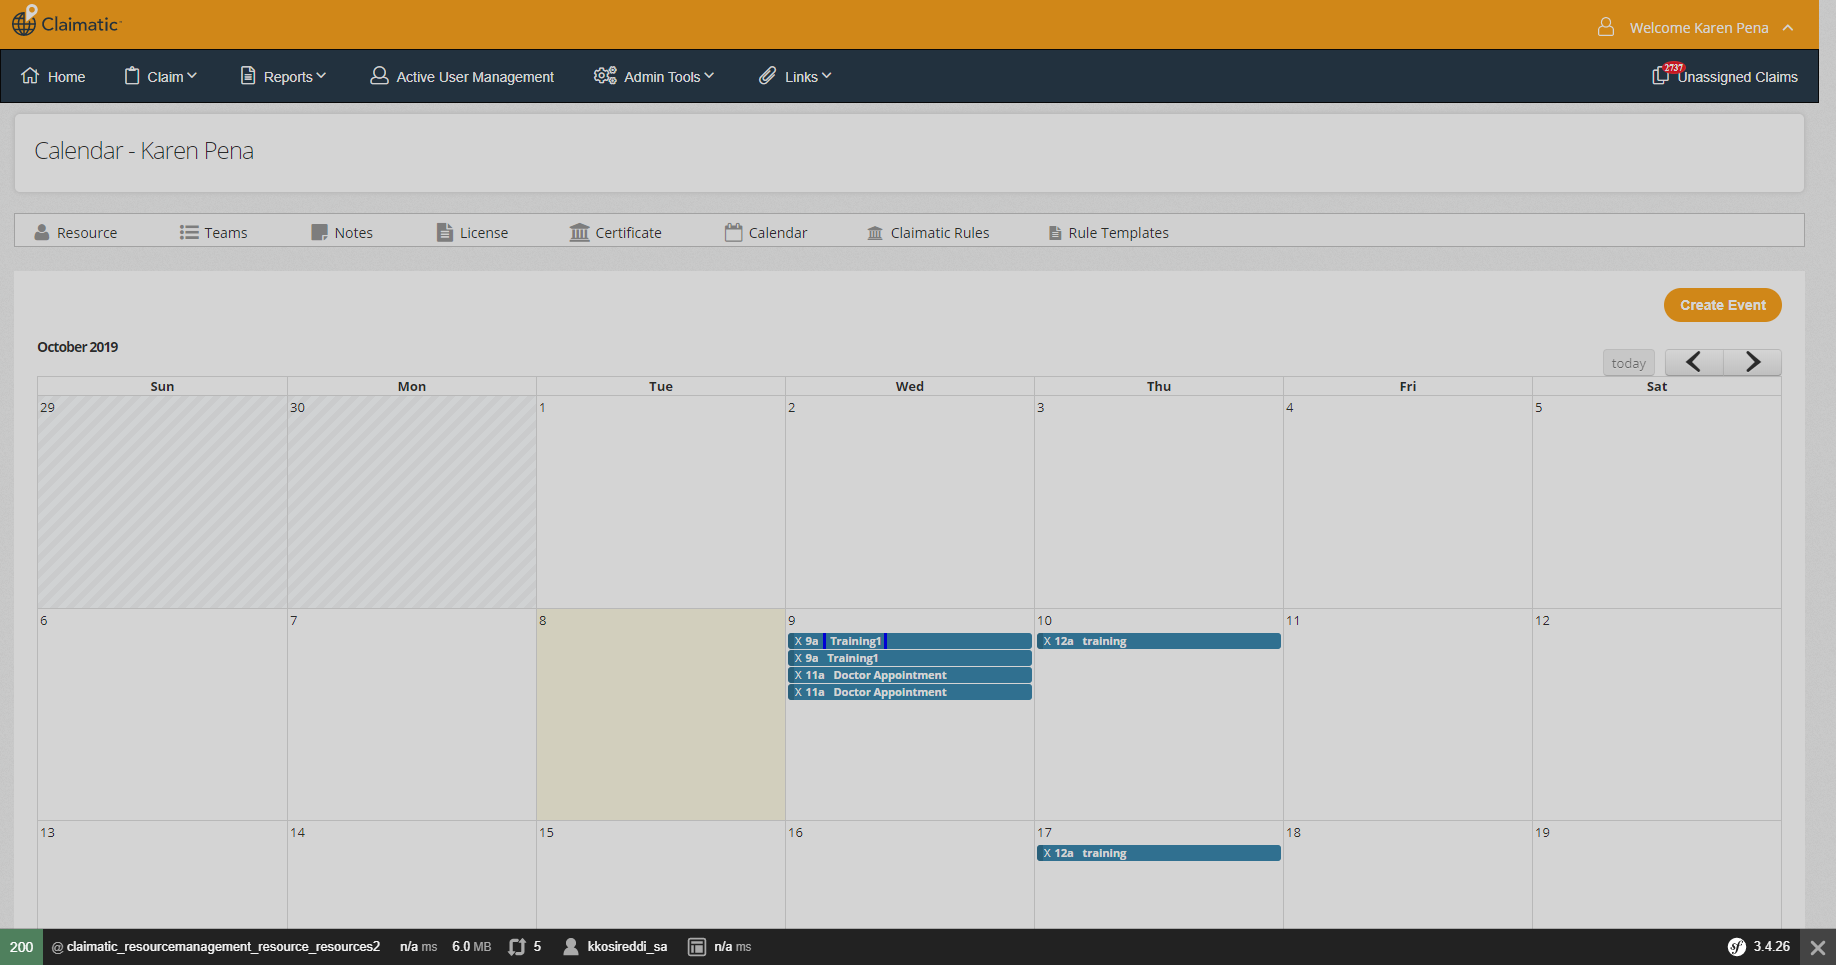 Claimatic
Welcome Karen Pena
Home Claim Reports Active User Management Admin Tools Links 2737 Unassigned Claims
Calendar - Karen Pena
Resource Teams Notes License Certificate Calendar Claimatic Rules Rule Templates
Create Event
October 2019
today
Sun Mon Tue Wed Thu Fri Sat
29 30 1 2 3 4 5
6 7 8 9 10 11 12
X 9a Training1 X 12a training
X 9a Training1
X 11a Doctor Appointment
X 11a Doctor Appointment
13 14 15 16 17 18 19
X 12a training
200 @ claimatic_resourcemanagement_resource_resources2 n/a ms 6.0 MB 5 kkosireddi_sa n/a ms sf 3.4.26